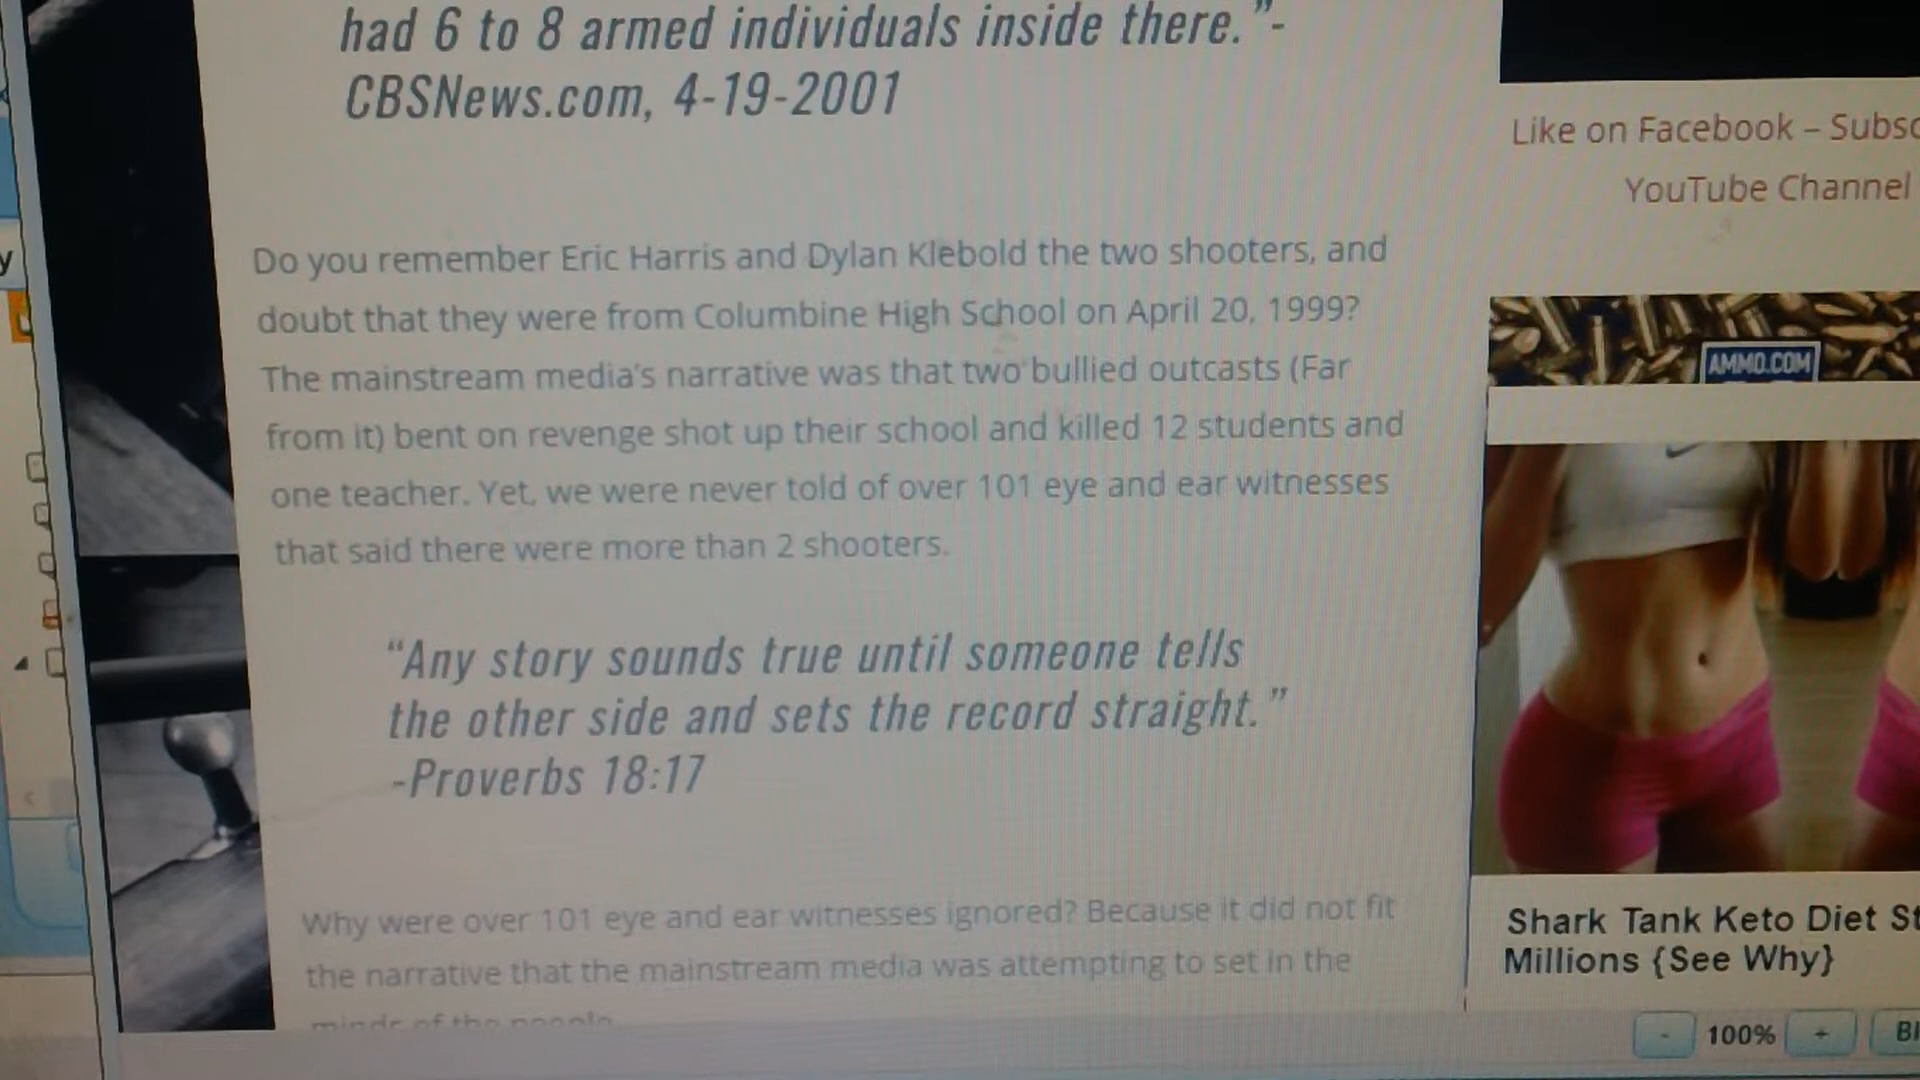 had 6 to 8 armed individuals inside there."-
CBSNews.com, 4-19-2001
Do you remember Eric Harris and Dylan Klebold the two shooters, and
doubt that they were from Columbine High School on April 20, 1999?
The mainstream media's narrative was that two bullied outcasts (Far
from it) bent on revenge shot up their school and killed 12 students and
one teacher. Yet, we were never told of over 101 eye and ear witnesses
that said there were more than 2 shooters.
"Any story sounds true until someone tells
the other side and sets the record straight."
-Proverbs 18:17
Why were over 101 eye and ear witnesses ignored? Because it did not fit
the narrative that the mainstream media was attempting to set in the
minds of the people
Like on Facebook – Subsc
YouTube Channel
AMMO.COM
Shark Tank Keto Diet St
Millions {See Why}
- 100% +
Bl
y